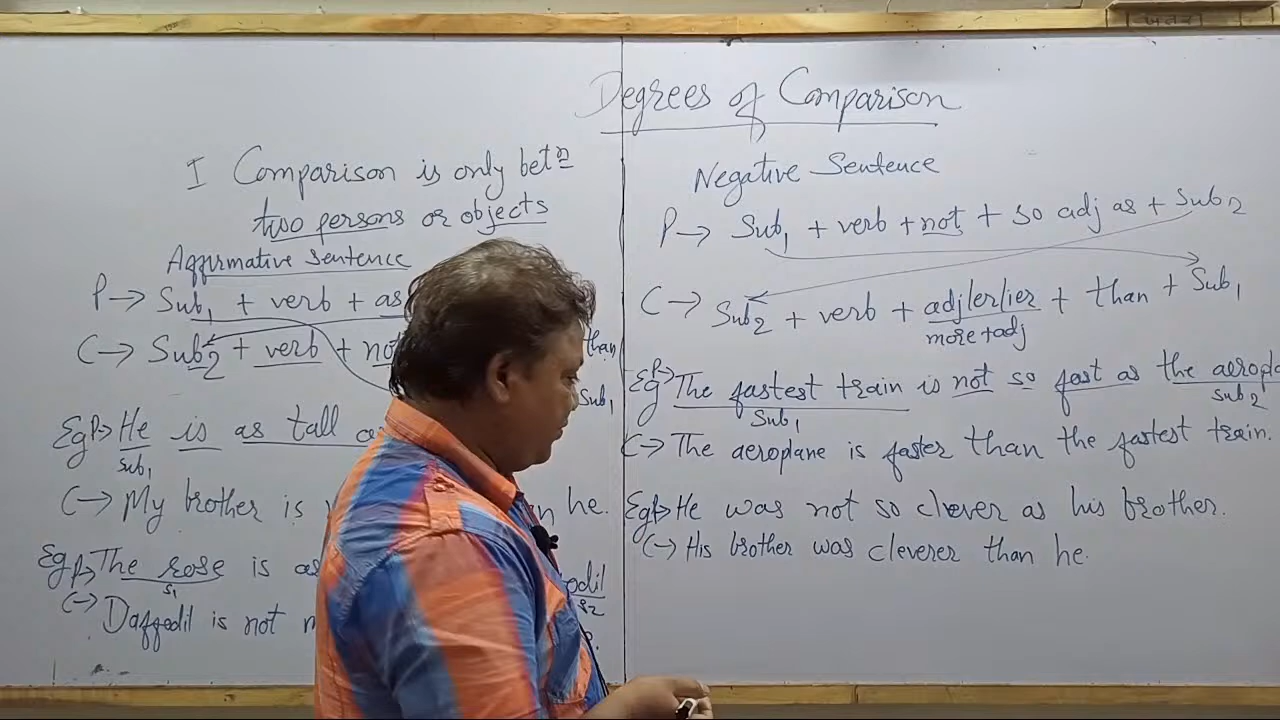 Degrees of Comparison
I Comparison is only betn
two persons or objects
Affirmative Sentence
P→ Sub1 + verb + as
C→ Sub2 + verb + not than
Sub1
Eg P→ He is as tall
Sub1
C→ My brother is he.
Eg P→ The rose is as
S1 S2
C→ Daffodil is not
Negative Sentence
P→ Sub1 + verb + not + so adj as + Sub2
C→ Sub2 + verb + adj/er/ier + than + Sub1
more+adj
Eg P→ The fastest train is not so fast as the
Sub1 Sub2
C→ The aeroplane is faster than the fastest train.
Eg P→ He was not so clever as his brother.
C→ His brother was cleverer than he.